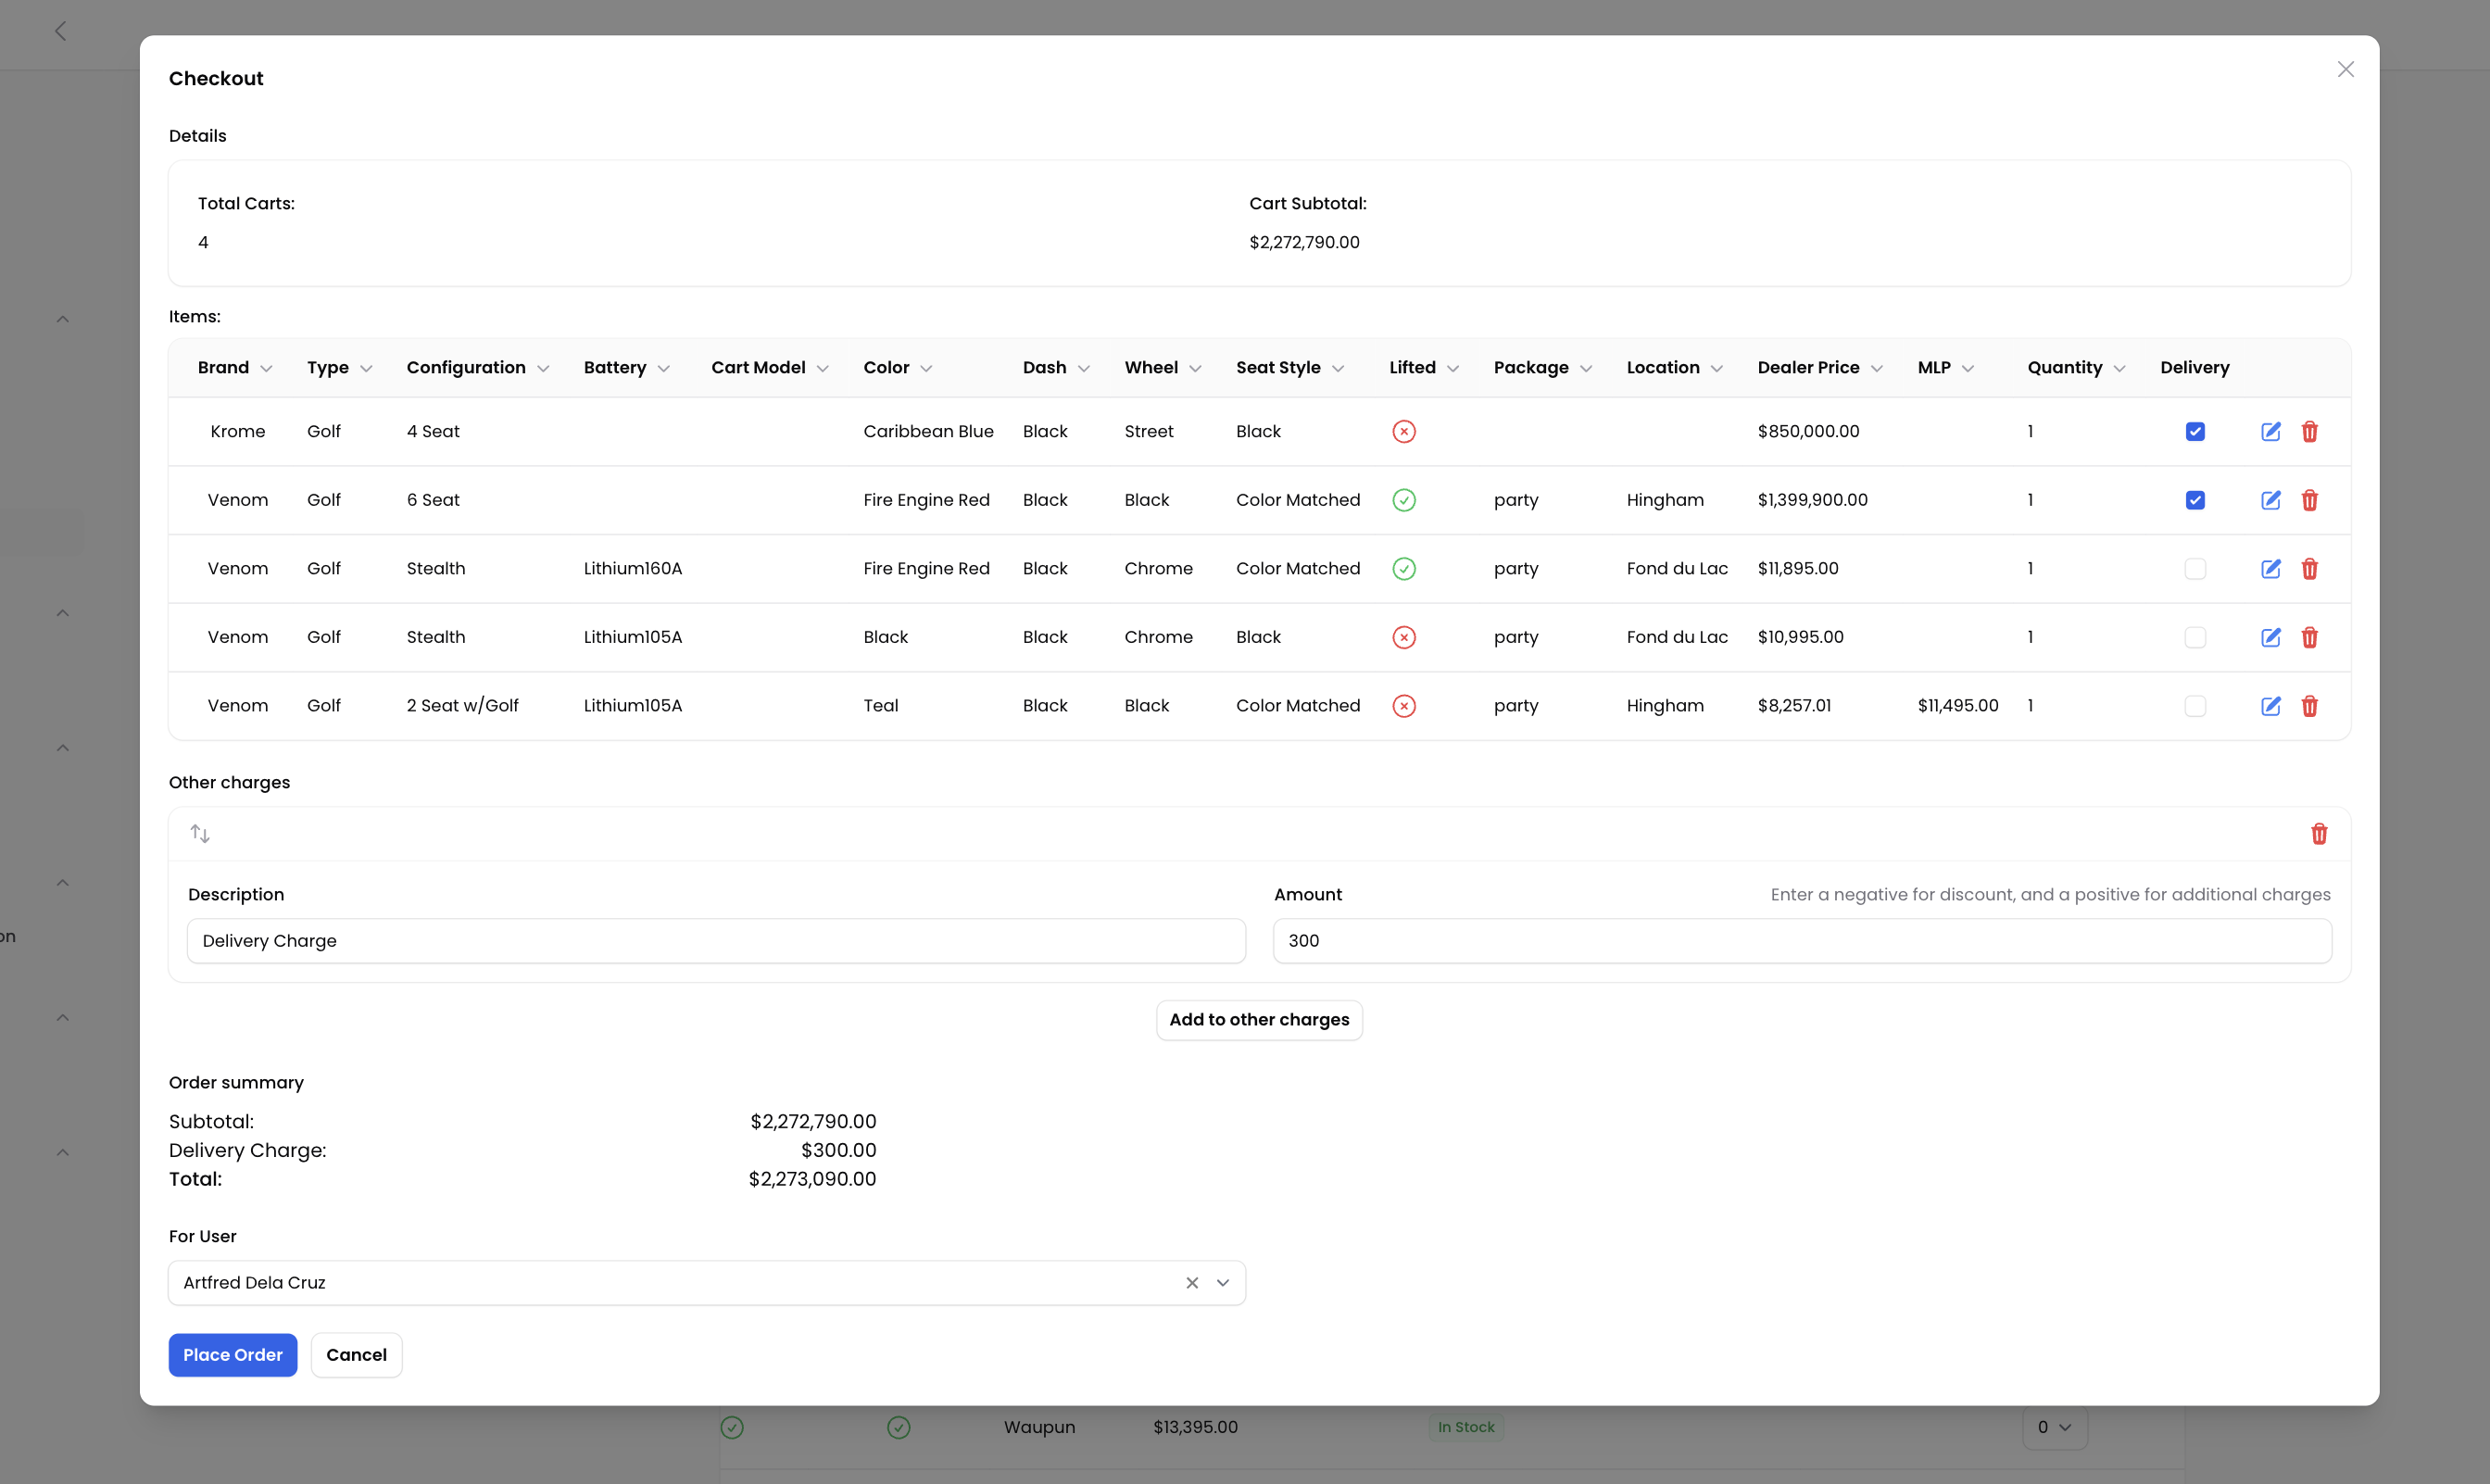 Checkout
Details
Total Carts: Cart Subtotal:
4 $2,272,790.00
Items:
Brand Type Configuration Battery Cart Model Color Dash Wheel Seat Style Lifted Package Location Dealer Price MLP Quantity Delivery
Krome Golf 4 Seat Caribbean Blue Black Street Black $850,000.00 1
Venom Golf 6 Seat Fire Engine Red Black Black Color Matched party Hingham $1,399,900.00 1
Venom Golf Stealth Lithium160A Fire Engine Red Black Chrome Color Matched party Fond du Lac $11,895.00 1
Venom Golf Stealth Lithium105A Black Black Chrome Black party Fond du Lac $10,995.00 1
Venom Golf 2 Seat w/Golf Lithium105A Teal Black Black Color Matched party Hingham $8,257.01 $11,495.00 1
Other charges
Description Amount Enter a negative for discount, and a positive for additional charges
on
Delivery Charge 300
Add to other charges
Order summary
Subtotal: $2,272,790.00
Delivery Charge: $300.00
Total: $2,273,090.00
For User
Artfred Dela Cruz
Place Order Cancel
Waupun $13,395.00 In Stock 0